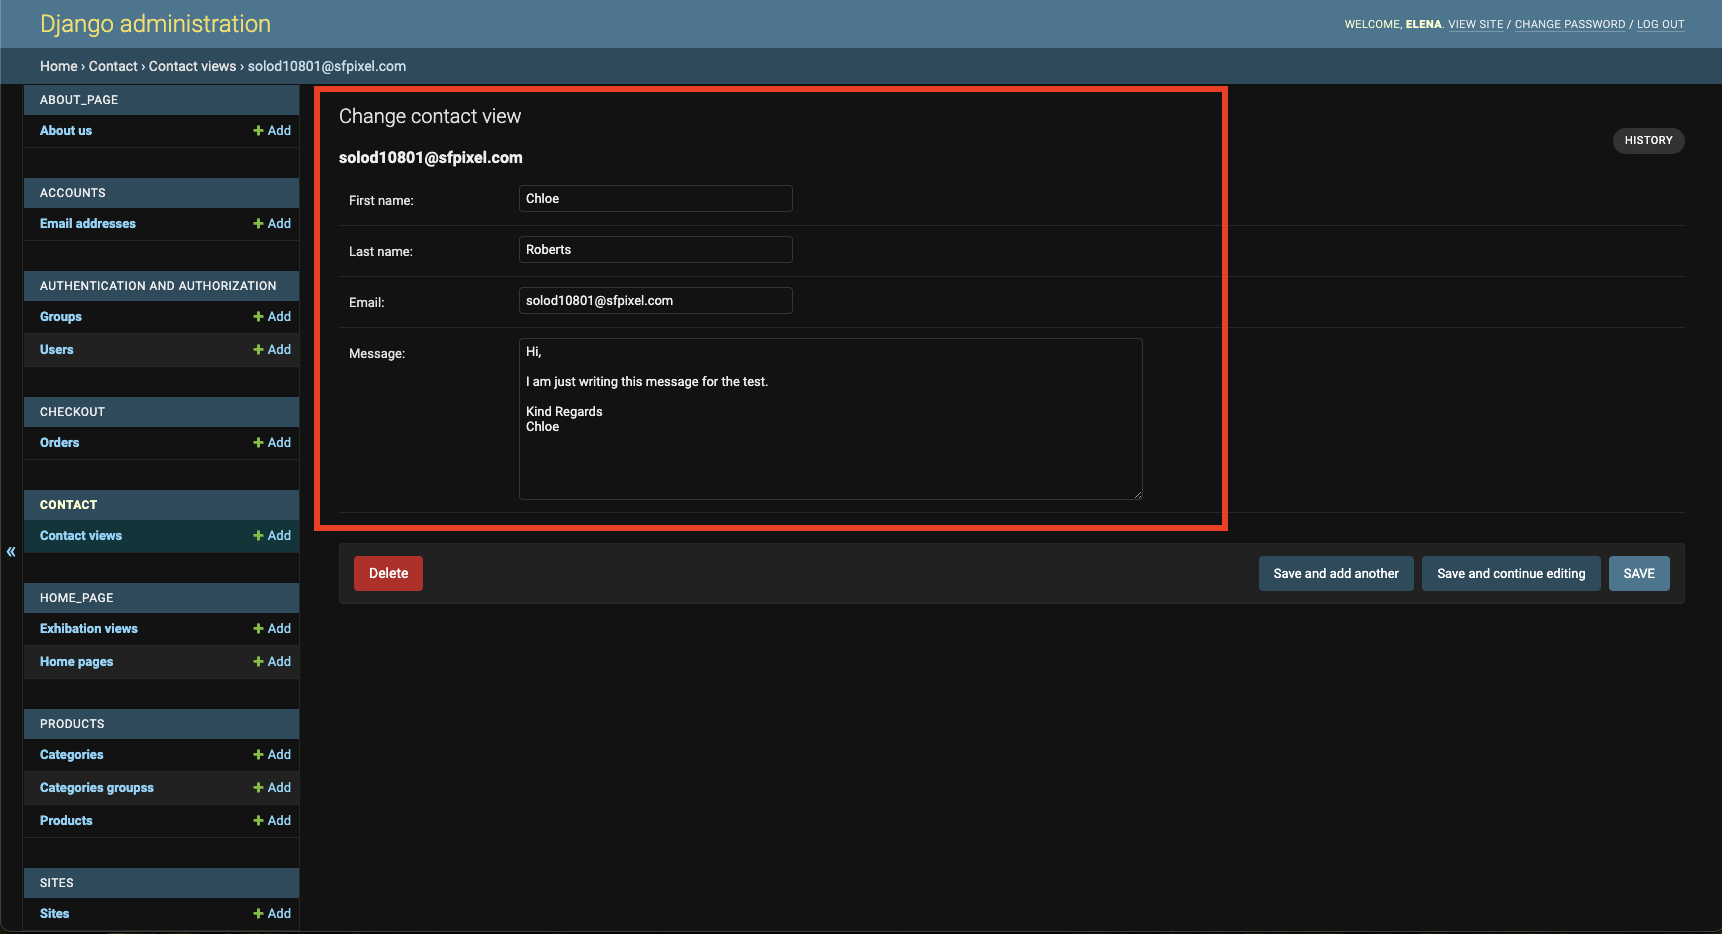 Django administration
WELCOME, ELENA. VIEW SITE / CHANGE PASSWORD / LOG OUT
Home › Contact › Contact views › solod10801@sfpixel.com
ABOUT_PAGE
About us + Add
ACCOUNTS
Email addresses + Add
AUTHENTICATION AND AUTHORIZATION
Groups + Add
Users + Add
CHECKOUT
Orders + Add
CONTACT
Contact views + Add
HOME_PAGE
Exhibation views + Add
Home pages + Add
PRODUCTS
Categories + Add
Categories groupss + Add
Products + Add
SITES
Sites + Add
«
Change contact view
HISTORY
solod10801@sfpixel.com
First name: Chloe
Last name: Roberts
Email: solod10801@sfpixel.com
Message: Hi,
I am just writing this message for the test.
Kind Regards
Chloe
Delete
Save and add another
Save and continue editing
SAVE